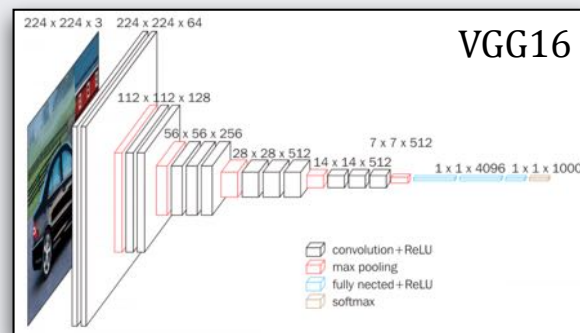 224 x 224 x 3
224 x 224 x 64
VGG16
112 x 112 x 128
56 x 56 x 256
28 x 28 x 512
14 x 14 x 512
7 x 7 x 512
1 x 1 x 4096
1 x 1 x 1000
convolution+ReLU
max pooling
fully nected+ReLU
softmax